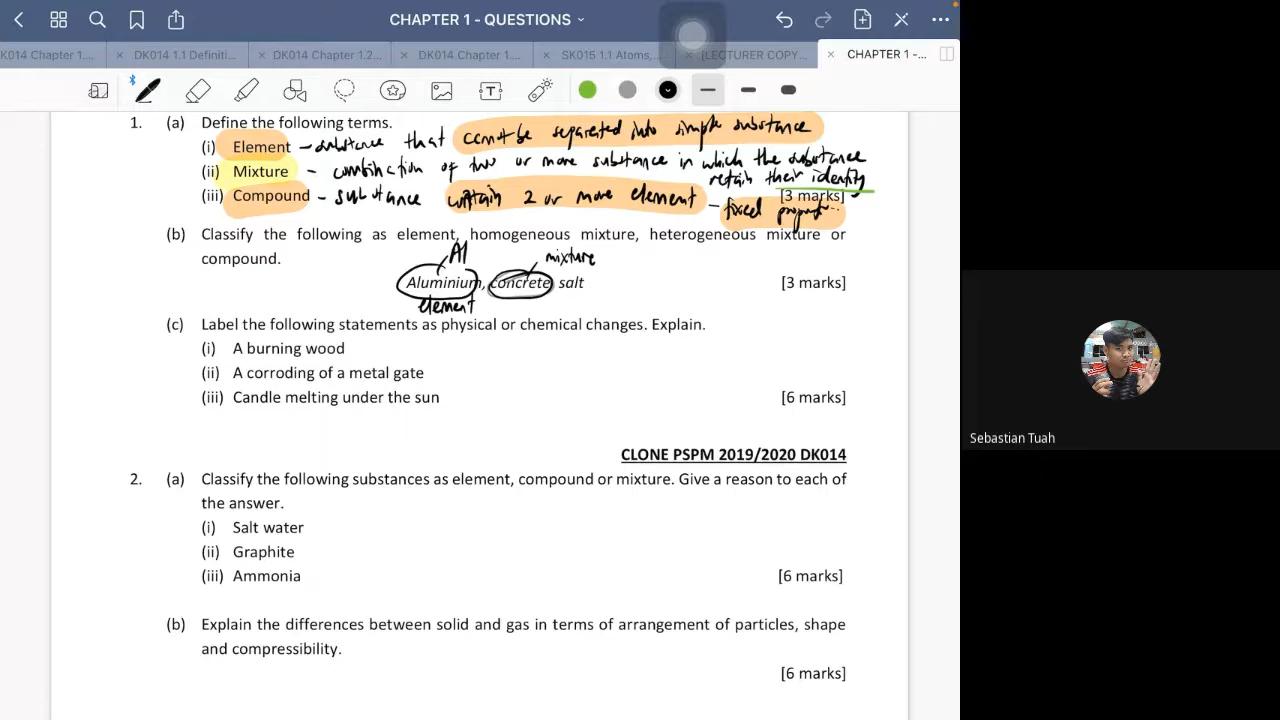 CHAPTER 1 - QUESTIONS
K014 Chapter 1....
DK014 1.1 Definiti...
DK014 Chapter 1.2...
DK014 Chapter 1....
SK015 1.1 Atoms,...
[LECTURER COPY...
CHAPTER 1 -...
1. (a) Define the following terms.
(i) Element - substance that cannot be separated into simple substance
(ii) Mixture - combination of two or more substance in which the substance
retain their identity
(iii) Compound - substance contain 2 or more element - fixed [3 marks]
(b) Classify the following as element, homogeneous mixture, heterogeneous mixture or
compound.
Al mixture
Aluminium, concrete, salt [3 marks]
element
(c) Label the following statements as physical or chemical changes. Explain.
(i) A burning wood
(ii) A corroding of a metal gate
(iii) Candle melting under the sun [6 marks]
CLONE PSPM 2019/2020 DK014
2. (a) Classify the following substances as element, compound or mixture. Give a reason to each of
the answer.
(i) Salt water
(ii) Graphite
(iii) Ammonia [6 marks]
(b) Explain the differences between solid and gas in terms of arrangement of particles, shape
and compressibility.
[6 marks]
Sebastian Tuah